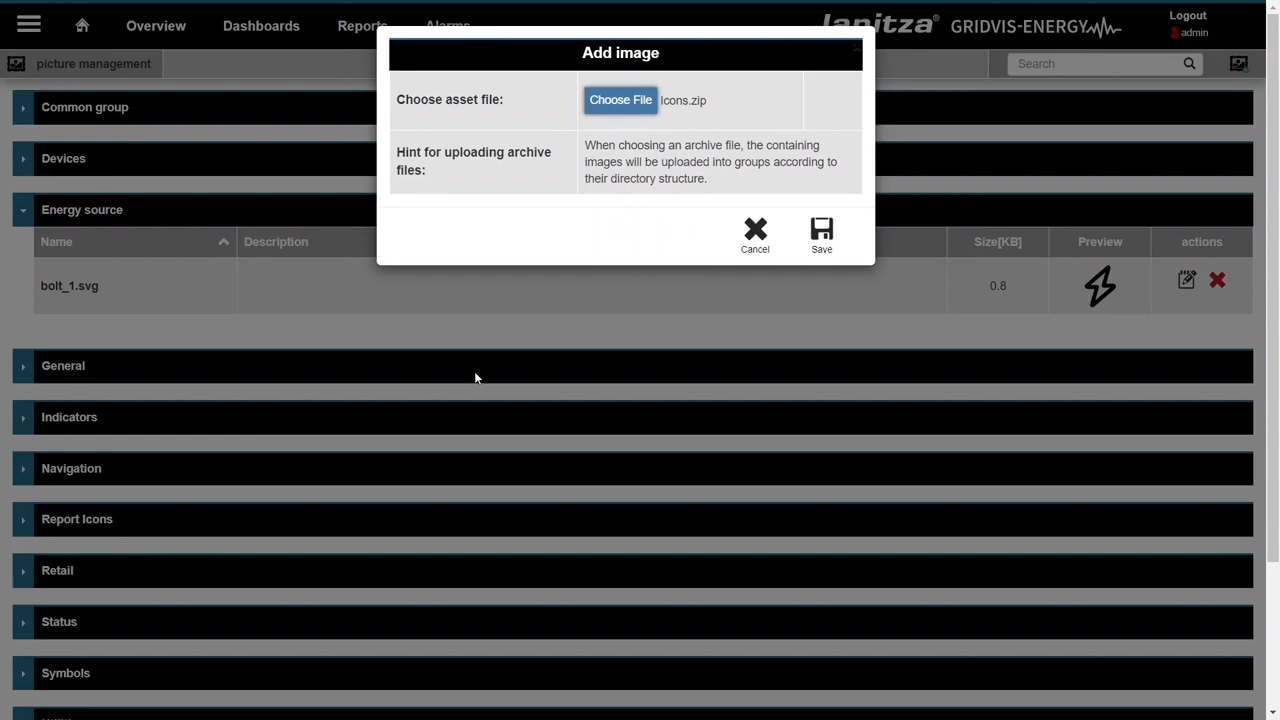 Overview
Dashboards
Reports
Alarms
Janitza® GRIDVIS-ENERGY
Logout
admin
picture management
Search
Add image
Choose asset file:
Choose File Icons.zip
Hint for uploading archive
files:
When choosing an archive file, the containing
images will be uploaded into groups according to
their directory structure.
Cancel
Save
Common group
Devices
Energy source
Name
Description
Size[KB]
Preview
actions
bolt_1.svg
0.8
General
Indicators
Navigation
Report Icons
Retail
Status
Symbols